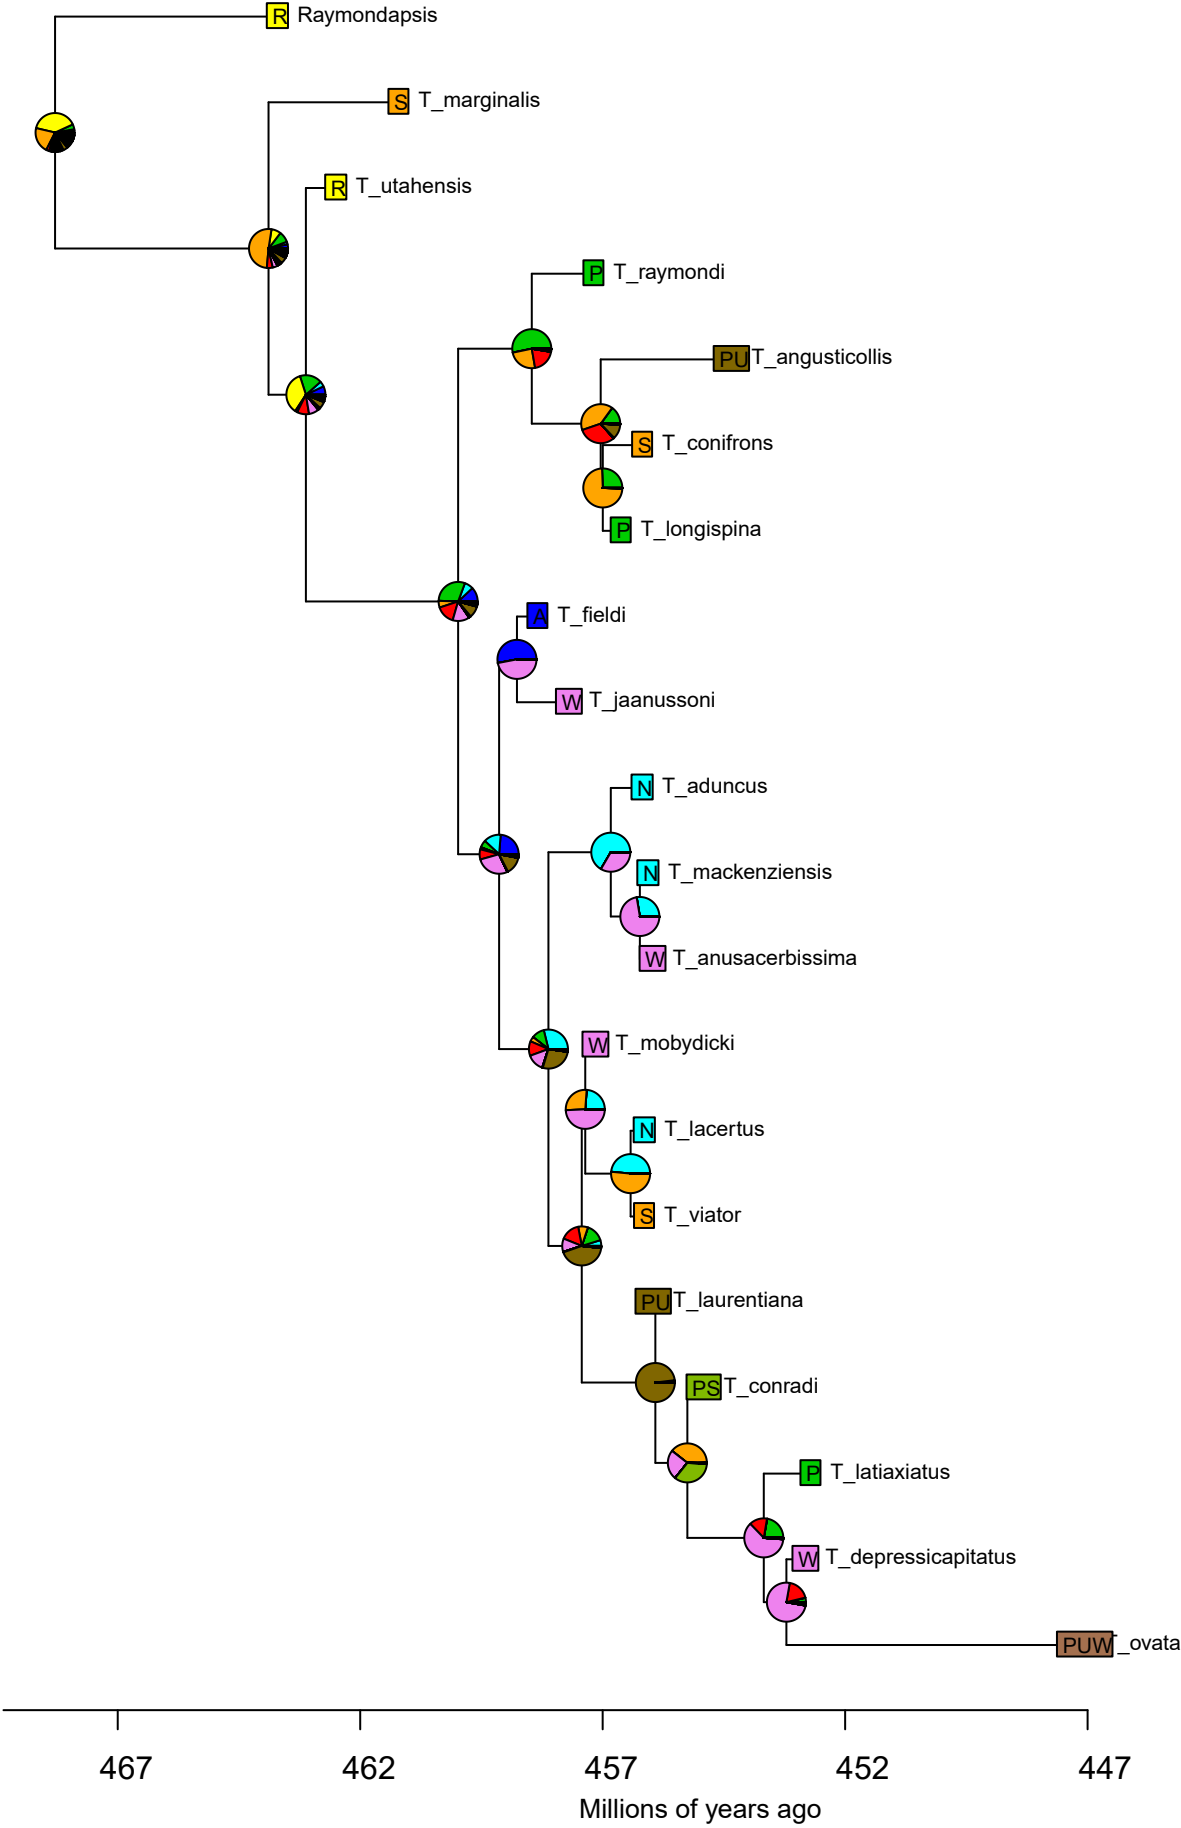 R Raymondapsis
S T_marginalis
R T_utahensis
P T_raymondi
PU T_angusticollis
S T_conifrons
P T_longispina
A T_fieldi
W T_jaanussoni
N T_aduncus
N T_mackenziensis
W T_anusacerbissima
W T_mobydicki
N T_lacertus
S T_viator
PU T_laurentiana
PS T_conradi
P T_latiaxiatus
W T_depressicapitatus
PUW _ovata
467 462 457 452 447
Millions of years ago